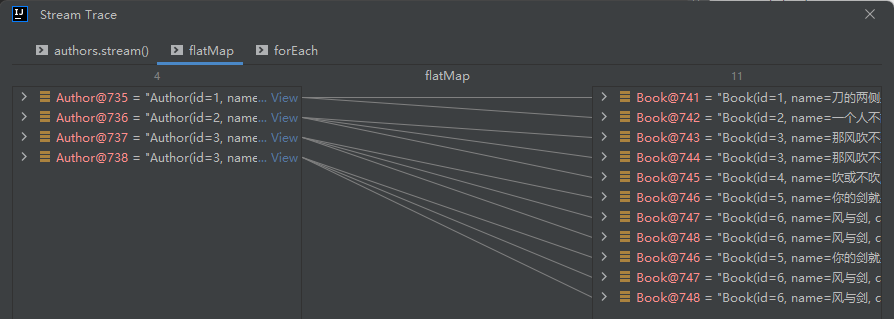 IJ Stream Trace
authors.stream() flatMap forEach
4 flatMap 11
Author@735 = "Author(id=1, name... View
Author@736 = "Author(id=2, name... View
Author@737 = "Author(id=3, name... View
Author@738 = "Author(id=3, name... View
Book@741 = "Book(id=1, name=刀的两侧
Book@742 = "Book(id=2, name=一个人不
Book@743 = "Book(id=3, name=那风吹不
Book@744 = "Book(id=3, name=那风吹不
Book@745 = "Book(id=4, name=吹或不吹
Book@746 = "Book(id=5, name=你的剑就
Book@747 = "Book(id=6, name=风与剑, c
Book@748 = "Book(id=6, name=风与剑, c
Book@746 = "Book(id=5, name=你的剑就
Book@747 = "Book(id=6, name=风与剑, c
Book@748 = "Book(id=6, name=风与剑, c